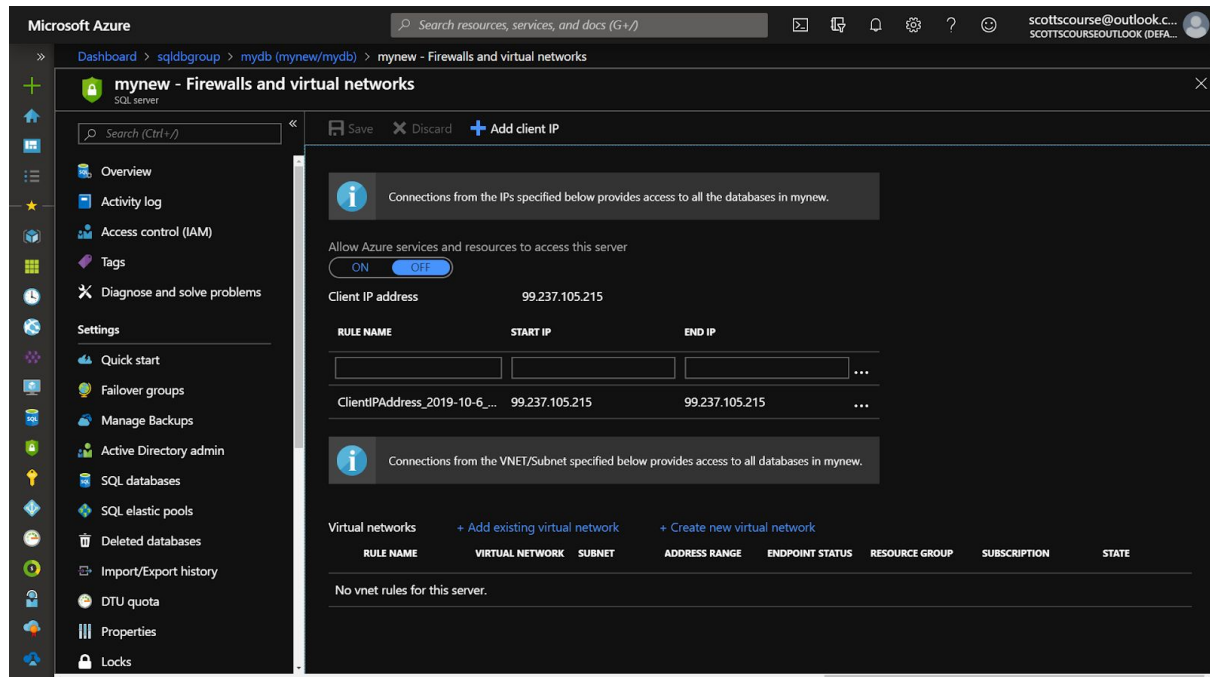 Microsoft Azure
Search resources, services, and docs (G+/)
scottscourse@outlook.c...
SCOTTSCOURSEOUTLOOK (DEFA...
Dashboard > sqldbgroup > mydb (mynew/mydb) > mynew - Firewalls and virtual networks
mynew - Firewalls and virtual networks
SQL server
Search (Ctrl+/)
Overview
Activity log
Access control (IAM)
Tags
Diagnose and solve problems
Settings
Quick start
Failover groups
Manage Backups
Active Directory admin
SQL databases
SQL elastic pools
Deleted databases
Import/Export history
DTU quota
Properties
Locks
Save Discard Add client IP
Connections from the IPs specified below provides access to all the databases in mynew.
Allow Azure services and resources to access this server
ON OFF
Client IP address 99.237.105.215
RULE NAME START IP END IP
ClientIPAddress_2019-10-6_... 99.237.105.215 99.237.105.215
Connections from the VNET/Subnet specified below provides access to all databases in mynew.
Virtual networks + Add existing virtual network + Create new virtual network
RULE NAME VIRTUAL NETWORK SUBNET ADDRESS RANGE ENDPOINT STATUS RESOURCE GROUP SUBSCRIPTION STATE
No vnet rules for this server.